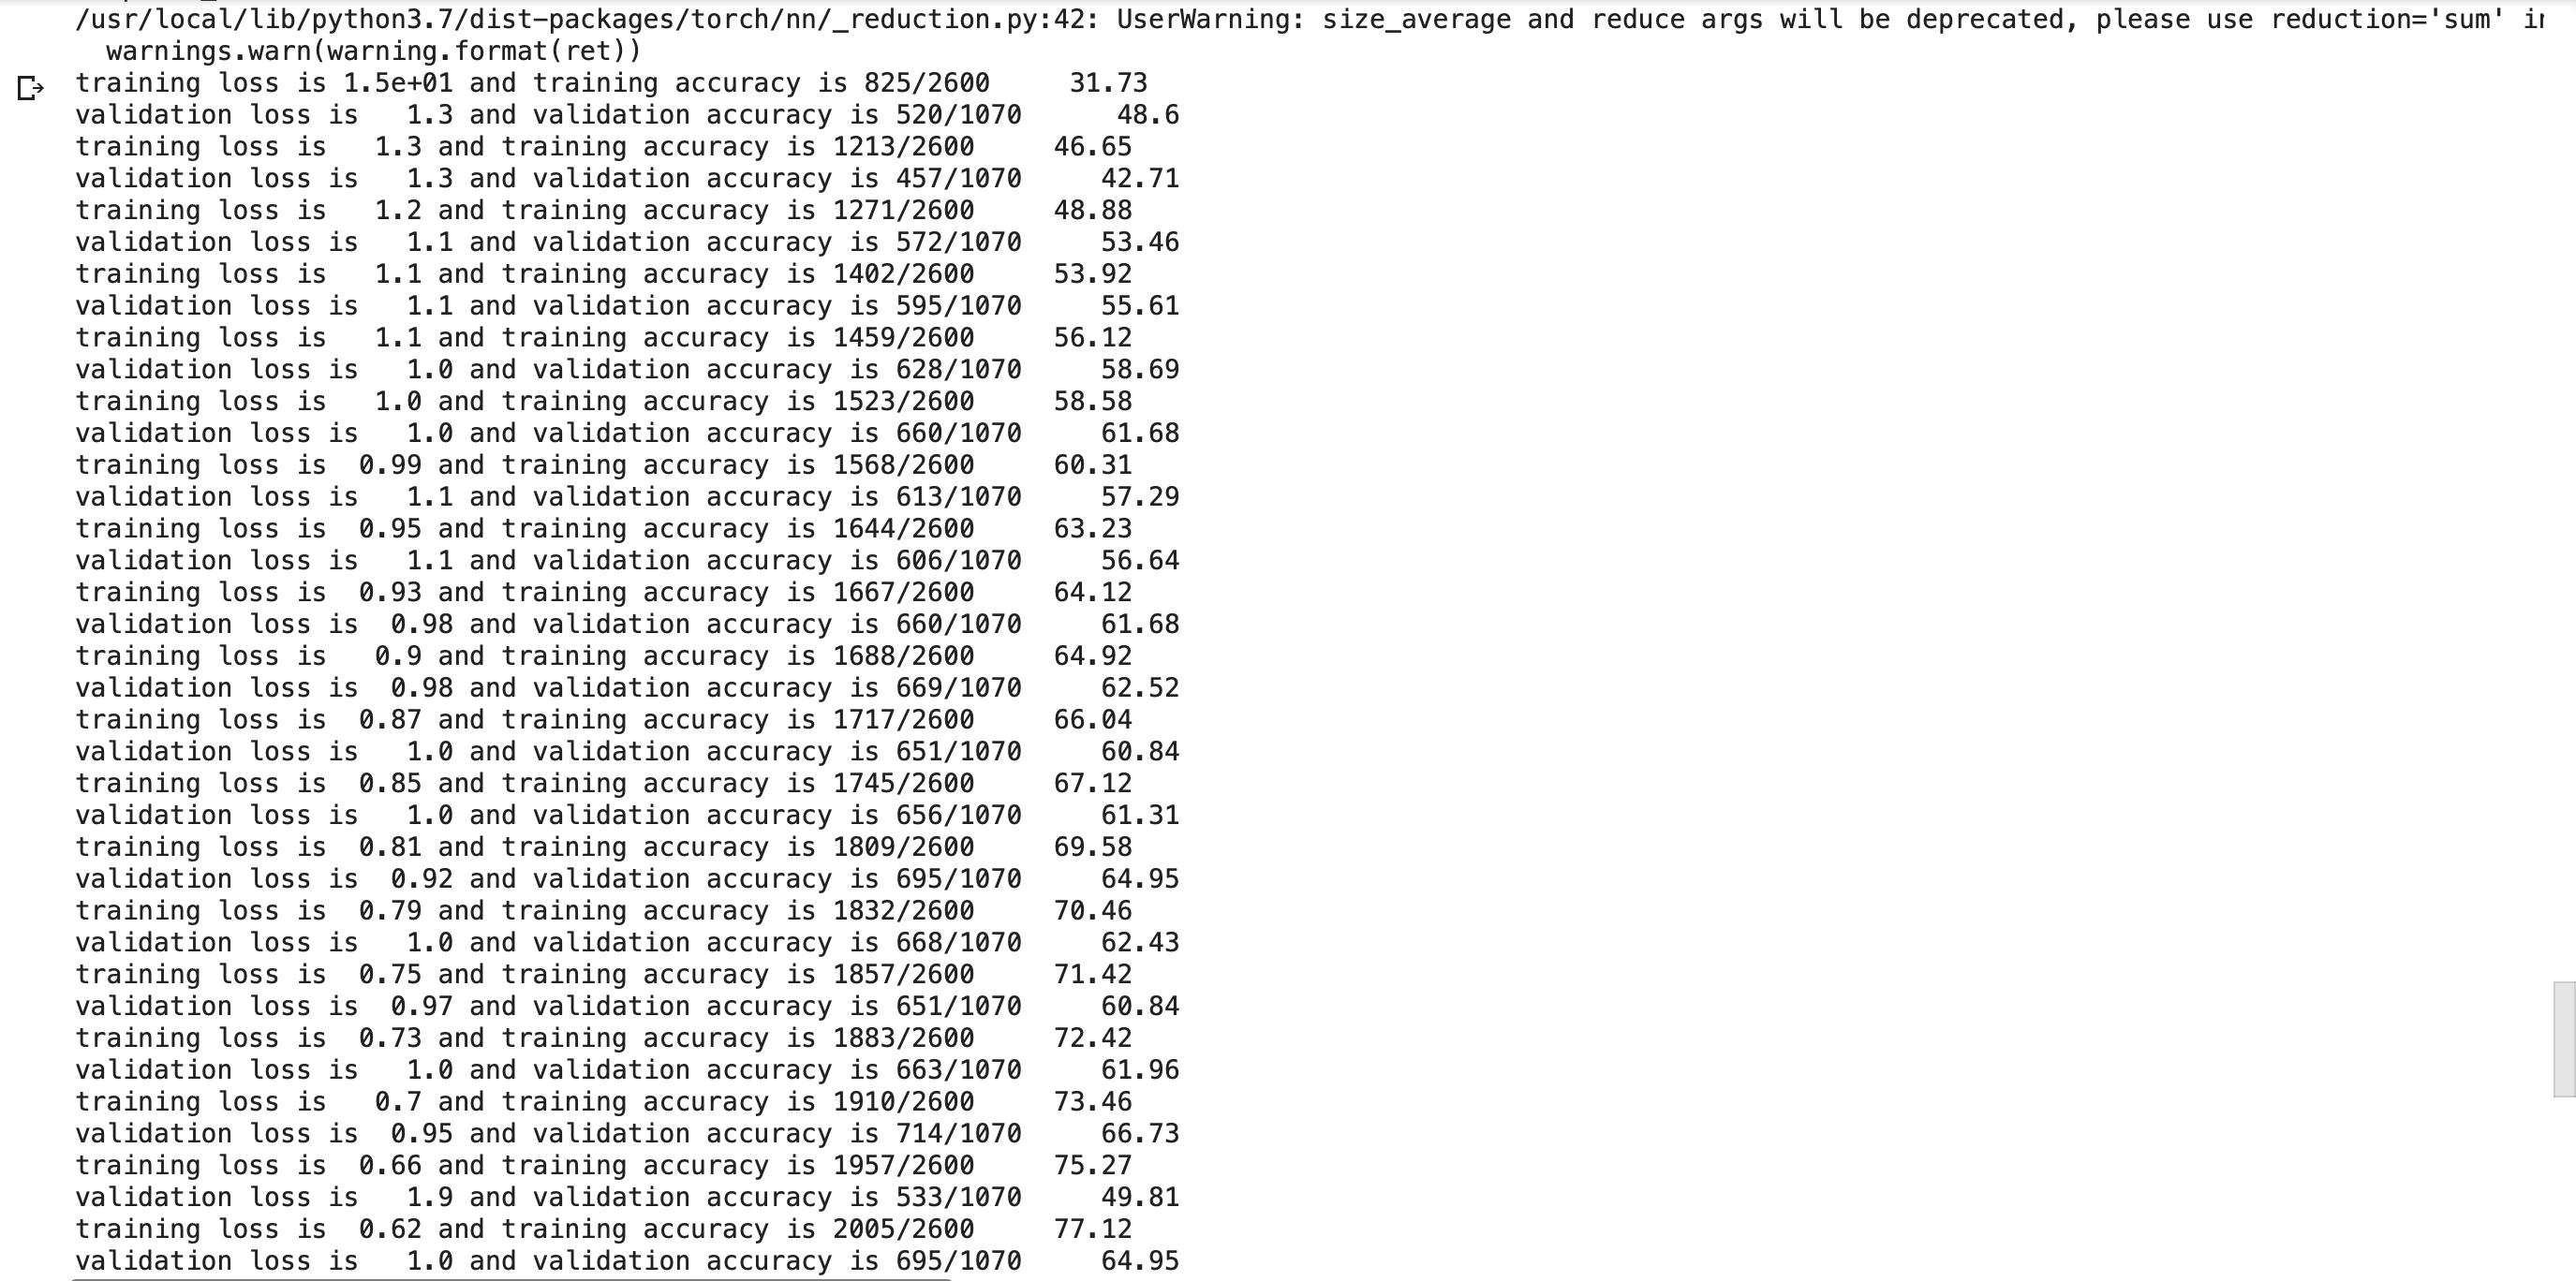 /usr/local/lib/python3.7/dist-packages/torch/nn/_reduction.py:42: UserWarning: size_average and reduce args will be deprecated, please use reduction='sum'
  warnings.warn(warning.format(ret))
training loss is 1.5e+01 and training accuracy is 825/2600     31.73
validation loss is   1.3 and validation accuracy is 520/1070      48.6
training loss is   1.3 and training accuracy is 1213/2600     46.65
validation loss is   1.3 and validation accuracy is 457/1070     42.71
training loss is   1.2 and training accuracy is 1271/2600     48.88
validation loss is   1.1 and validation accuracy is 572/1070     53.46
training loss is   1.1 and training accuracy is 1402/2600     53.92
validation loss is   1.1 and validation accuracy is 595/1070     55.61
training loss is   1.1 and training accuracy is 1459/2600     56.12
validation loss is   1.0 and validation accuracy is 628/1070     58.69
training loss is   1.0 and training accuracy is 1523/2600     58.58
validation loss is   1.0 and validation accuracy is 660/1070     61.68
training loss is  0.99 and training accuracy is 1568/2600     60.31
validation loss is   1.1 and validation accuracy is 613/1070     57.29
training loss is  0.95 and training accuracy is 1644/2600     63.23
validation loss is   1.1 and validation accuracy is 606/1070     56.64
training loss is  0.93 and training accuracy is 1667/2600     64.12
validation loss is  0.98 and validation accuracy is 660/1070     61.68
training loss is   0.9 and training accuracy is 1688/2600     64.92
validation loss is  0.98 and validation accuracy is 669/1070     62.52
training loss is  0.87 and training accuracy is 1717/2600     66.04
validation loss is   1.0 and validation accuracy is 651/1070     60.84
training loss is  0.85 and training accuracy is 1745/2600     67.12
validation loss is   1.0 and validation accuracy is 656/1070     61.31
training loss is  0.81 and training accuracy is 1809/2600     69.58
validation loss is  0.92 and validation accuracy is 695/1070     64.95
training loss is  0.79 and training accuracy is 1832/2600     70.46
validation loss is   1.0 and validation accuracy is 668/1070     62.43
training loss is  0.75 and training accuracy is 1857/2600     71.42
validation loss is  0.97 and validation accuracy is 651/1070     60.84
training loss is  0.73 and training accuracy is 1883/2600     72.42
validation loss is   1.0 and validation accuracy is 663/1070     61.96
training loss is   0.7 and training accuracy is 1910/2600     73.46
validation loss is  0.95 and validation accuracy is 714/1070     66.73
training loss is  0.66 and training accuracy is 1957/2600     75.27
validation loss is   1.9 and validation accuracy is 533/1070     49.81
training loss is  0.62 and training accuracy is 2005/2600     77.12
validation loss is   1.0 and validation accuracy is 695/1070     64.95